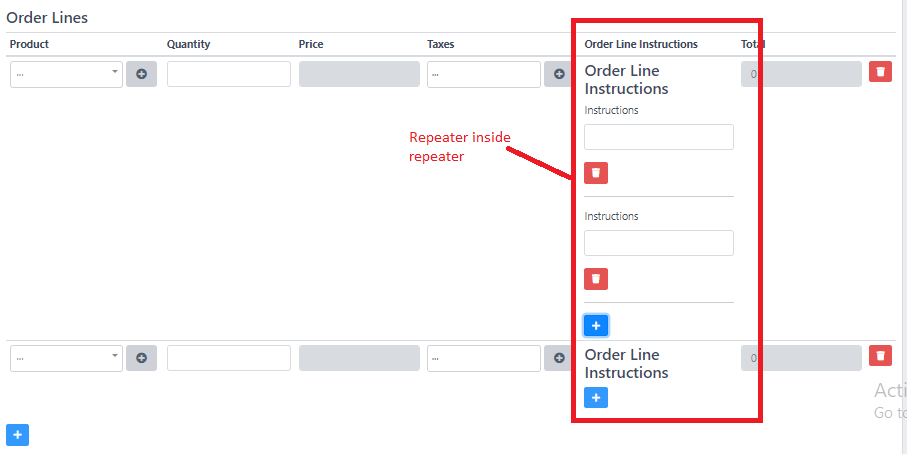 Order Lines
Product Quantity Price Taxes Order Line Instructions Total
... ... 0
Order Line
Instructions
Instructions
Repeater inside
repeater
Instructions
... ... 0
Order Line
Instructions
Acti
Go to